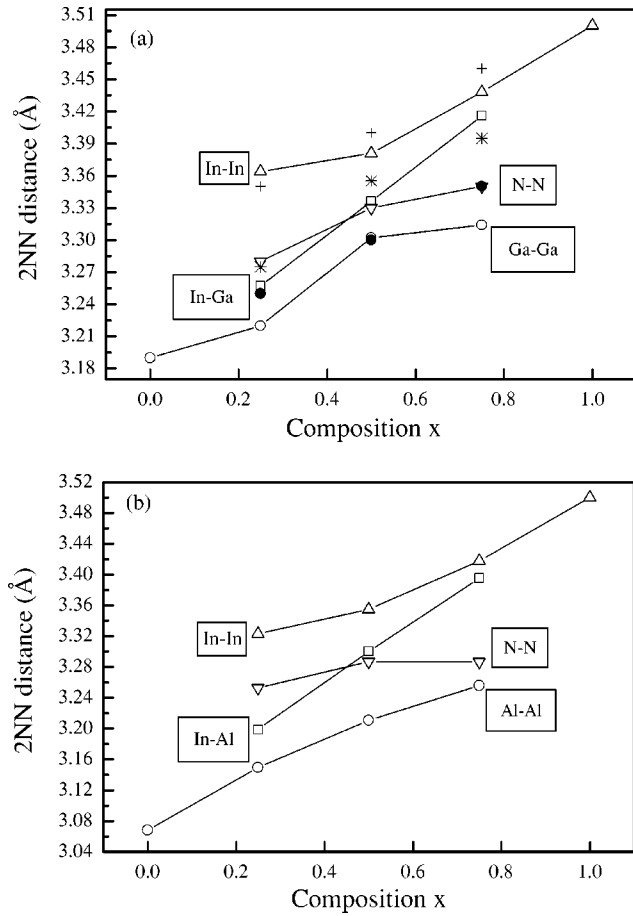 (a)
3.51
3.48
3.45
3.42
3.39
3.36
3.33
3.30
3.27
3.24
3.21
3.18
2NN distance (Å)
In-In
N-N
Ga-Ga
In-Ga
0.0 0.2 0.4 0.6 0.8 1.0
Composition x
(b)
3.52
3.48
3.44
3.40
3.36
3.32
3.28
3.24
3.20
3.16
3.12
3.08
3.04
2NN distance (Å)
In-In
N-N
In-Al
Al-Al
0.0 0.2 0.4 0.6 0.8 1.0
Composition x